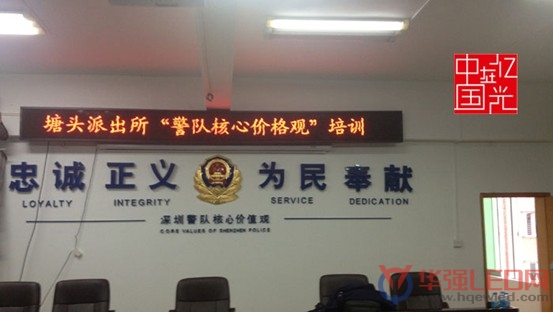 塘头派出所“警队核心价格观”培训
忠诚 正义 为民 奉献
LOYALTY INTEGRITY SERVICE DEDICATION
深圳警队核心价值观
CORE VALUES OF SHENZHEN POLICE
中在亿
国光
华强LED网
www.hqewled.com